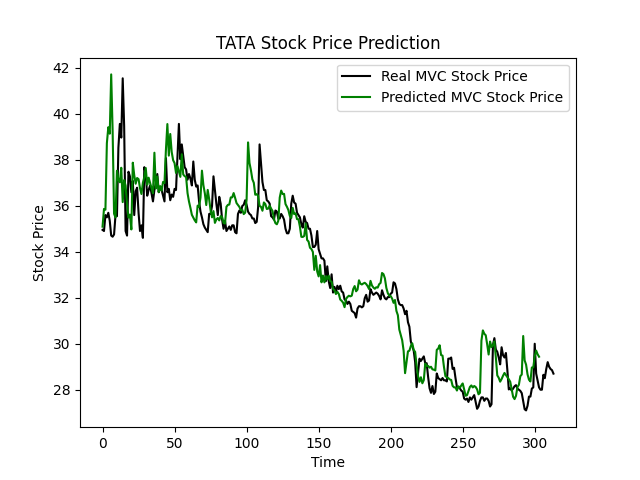 TATA Stock Price Prediction
Real MVC Stock Price
Predicted MVC Stock Price
42
40
38
36
34
32
30
28
Stock Price
0 50 100 150 200 250 300
Time